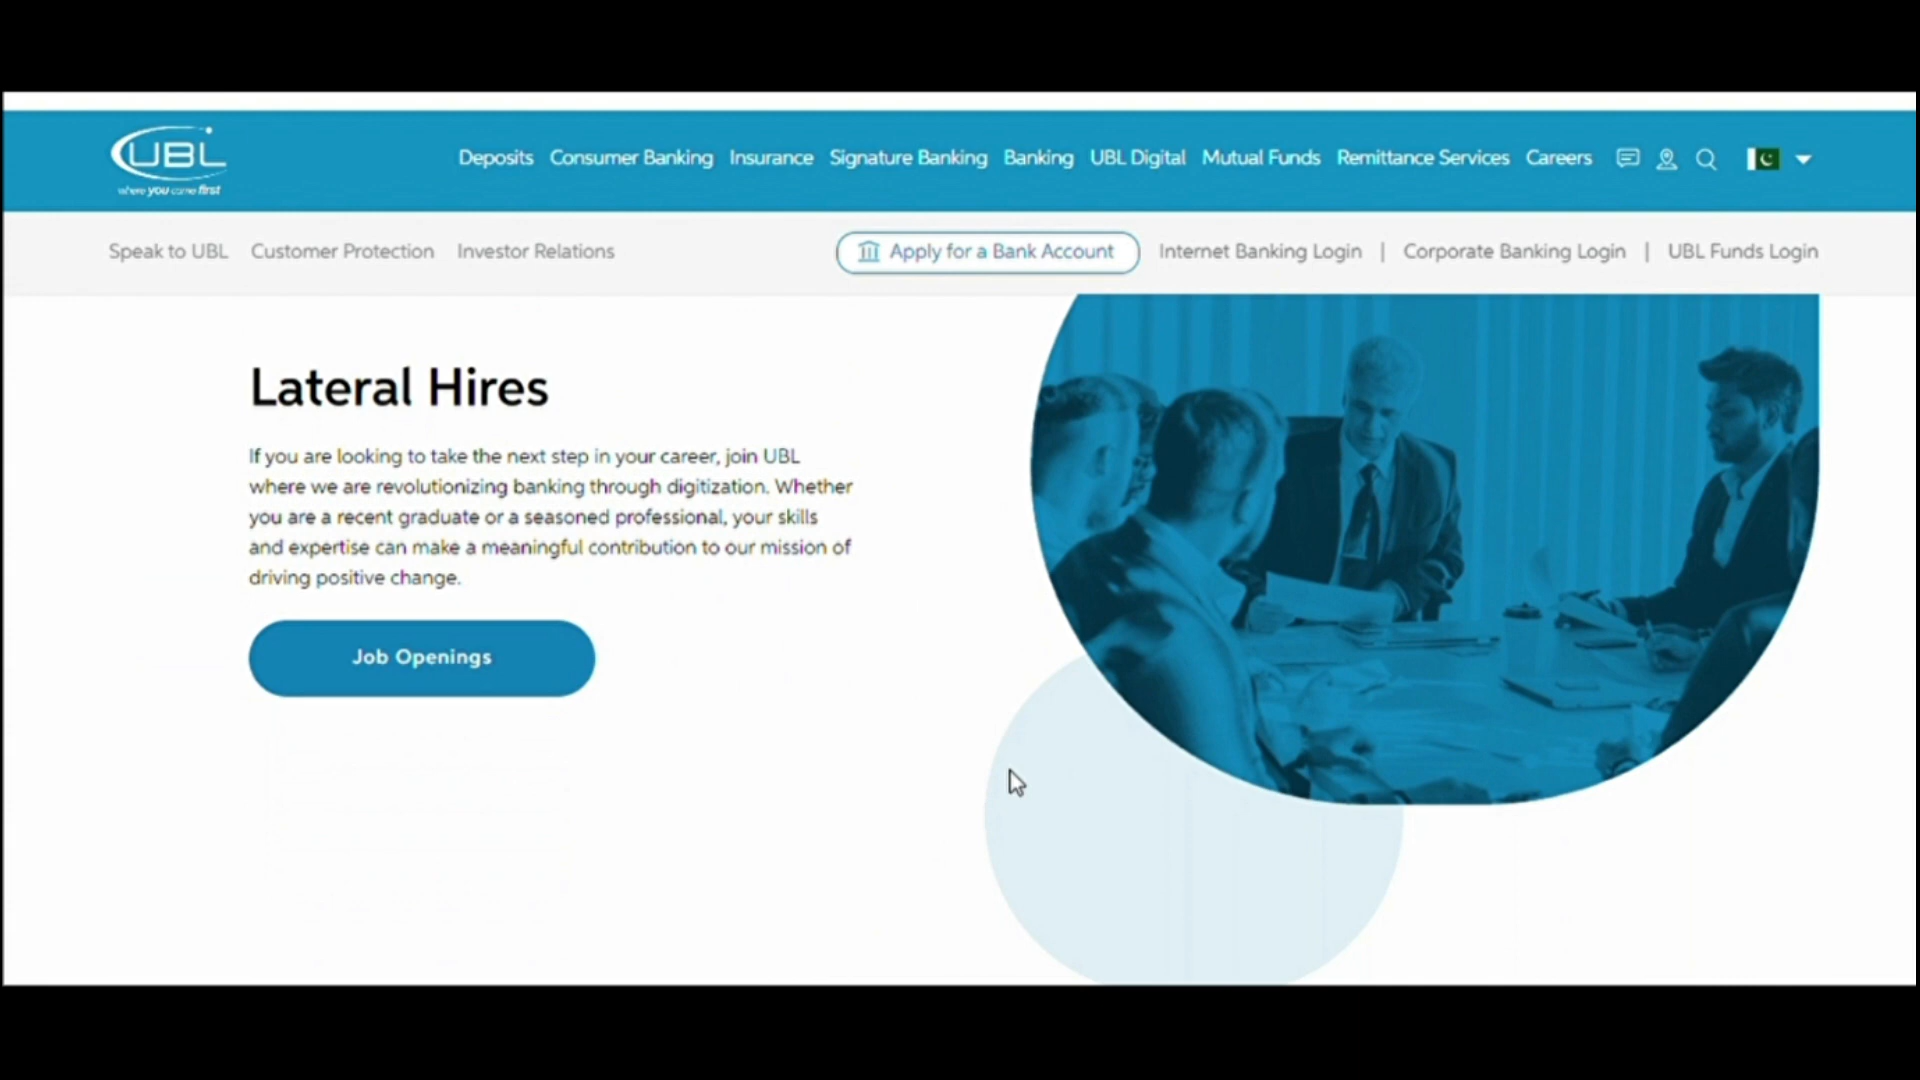 UBL
where you come first
Deposits Consumer Banking Insurance Signature Banking Banking UBL Digital Mutual Funds Remittance Services Careers
Speak to UBL Customer Protection Investor Relations Apply for a Bank Account Internet Banking Login | Corporate Banking Login | UBL Funds Login
Lateral Hires
If you are looking to take the next step in your career, join UBL
where we are revolutionizing banking through digitization. Whether
you are a recent graduate or a seasoned professional, your skills
and expertise can make a meaningful contribution to our mission of
driving positive change.
Job Openings